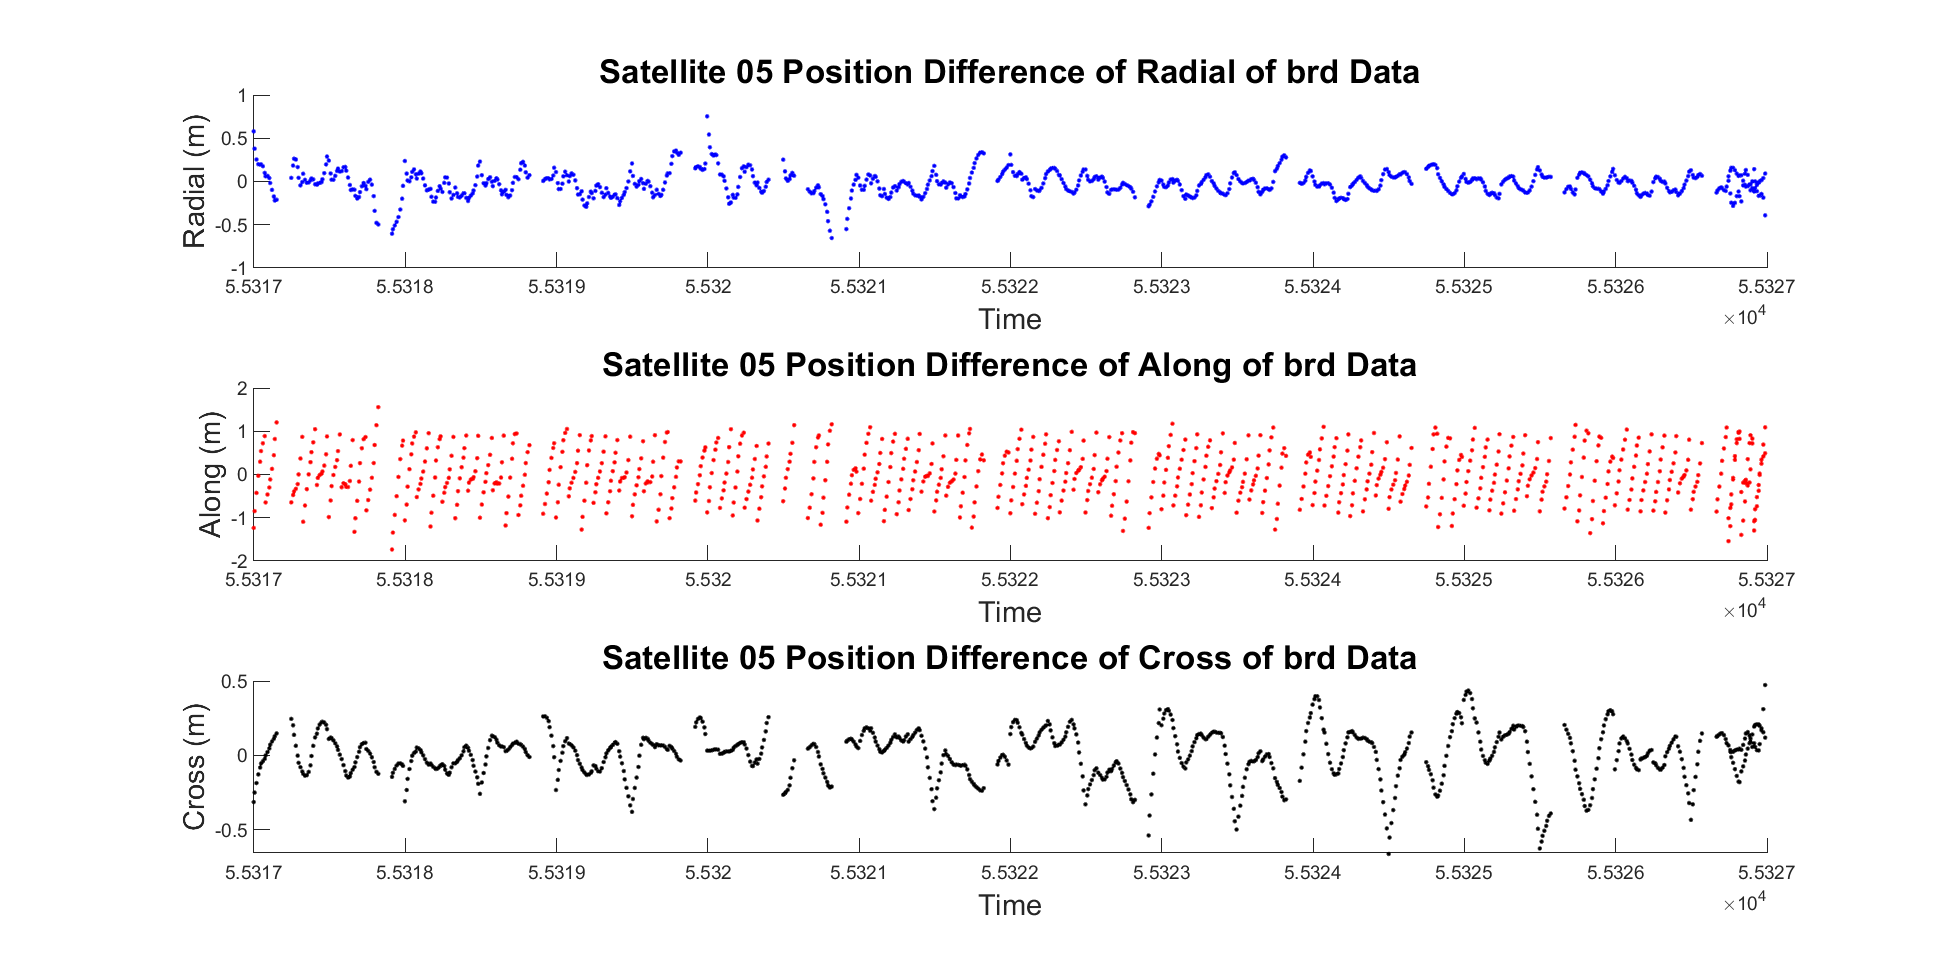 Satellite 05 Position Difference of Radial of brd Data
1
0.5
0
-0.5
-1
Radial (m)
5.5317 5.5318 5.5319 5.532 5.5321 5.5322 5.5323 5.5324 5.5325 5.5326 5.5327
Time
×10^4
Satellite 05 Position Difference of Along of brd Data
2
1
0
-1
-2
Along (m)
5.5317 5.5318 5.5319 5.532 5.5321 5.5322 5.5323 5.5324 5.5325 5.5326 5.5327
Time
×10^4
Satellite 05 Position Difference of Cross of brd Data
0.5
0
-0.5
Cross (m)
5.5317 5.5318 5.5319 5.532 5.5321 5.5322 5.5323 5.5324 5.5325 5.5326 5.5327
Time
×10^4